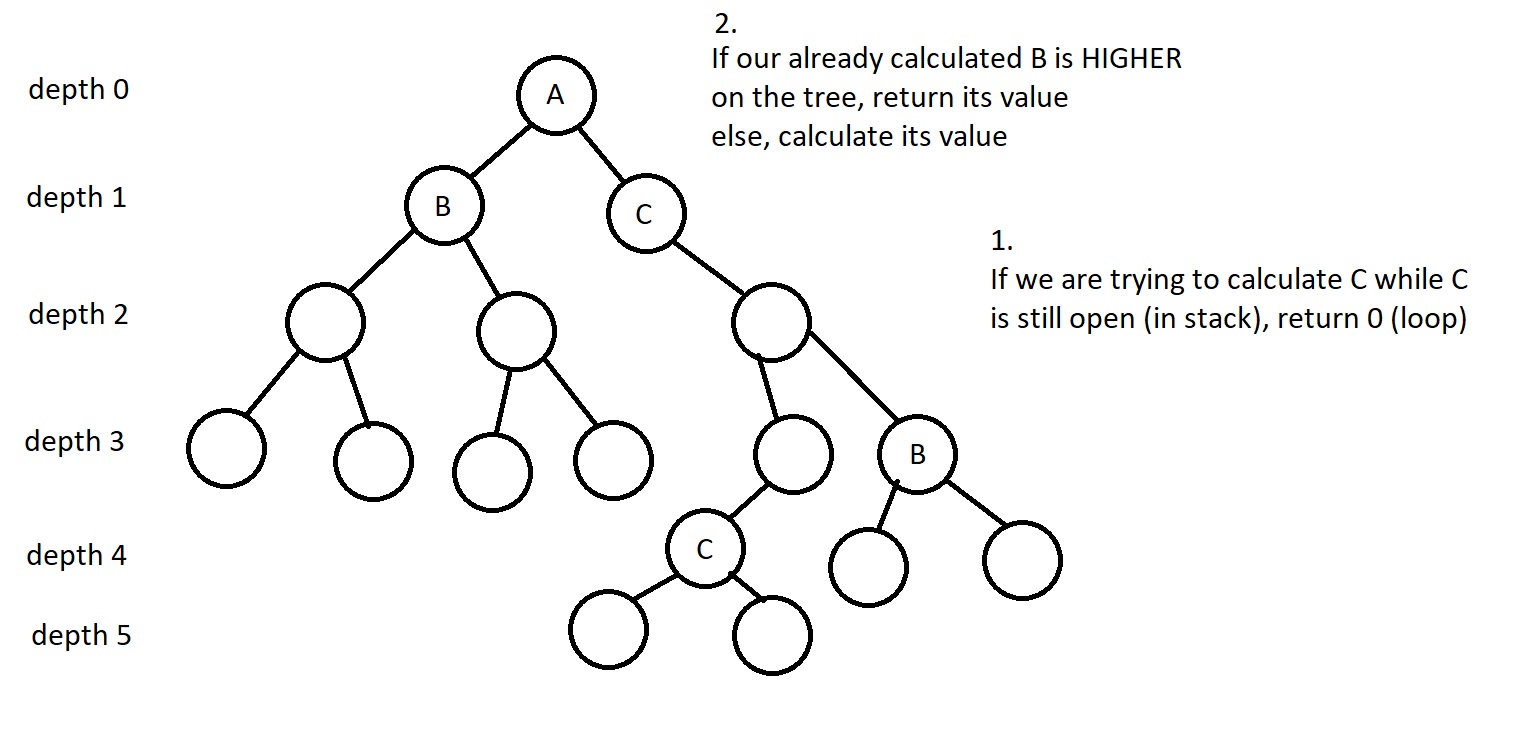 2.
If our already calculated B is HIGHER
on the tree, return its value
else, calculate its value
depth 0
A
depth 1
B
C
1.
If we are trying to calculate C while C
is still open (in stack), return 0 (loop)
depth 2
depth 3
B
depth 4
C
depth 5